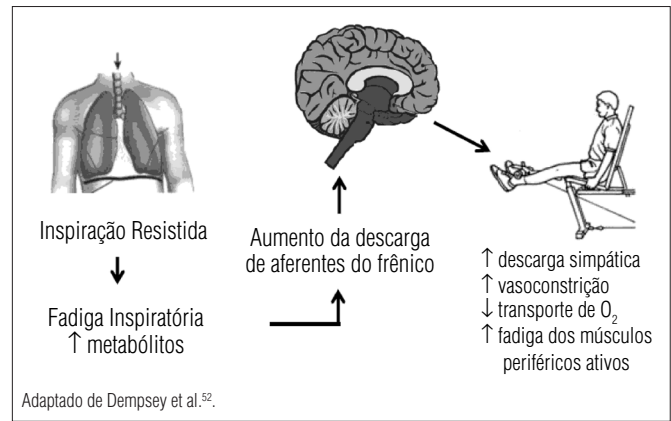 Inspiração Resistida
Fadiga Inspiratória
↑ metabólitos
Aumento da descarga
de aferentes do frênico
↑ descarga simpática
↑ vasoconstrição
↓ transporte de O₂
↑ fadiga dos músculos
periféricos ativos
Adaptado de Dempsey et al.⁵².